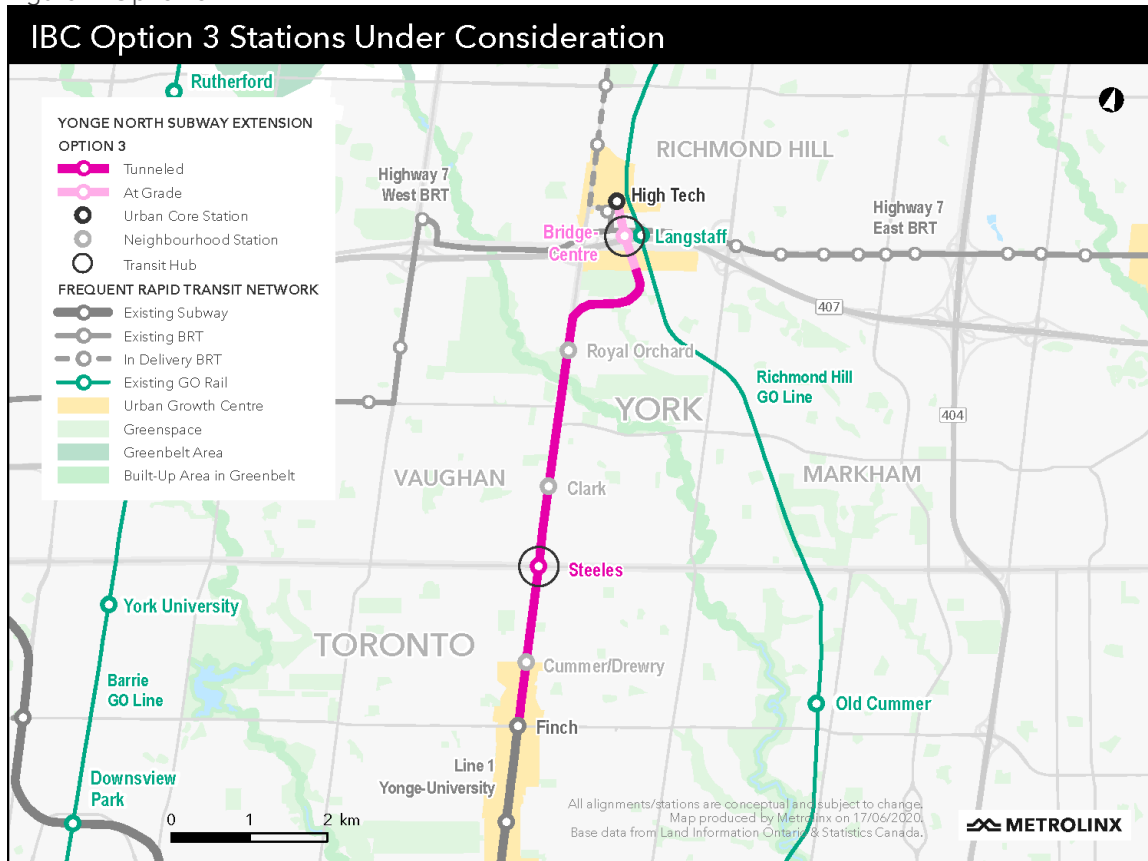 IBC Option 3 Stations Under Consideration
Rutherford
YONGE NORTH SUBWAY EXTENSION
OPTION 3
Tunneled
At Grade
Urban Core Station
Neighbourhood Station
Transit Hub
FREQUENT RAPID TRANSIT NETWORK
Existing Subway
Existing BRT
In Delivery BRT
Existing GO Rail
Urban Growth Centre
Greenspace
Greenbelt Area
Built-Up Area in Greenbelt
RICHMOND HILL
Highway 7
West BRT
High Tech
Highway 7
East BRT
Bridge-
Centre
Langstaff
407
Royal Orchard
Richmond Hill
GO Line
YORK
404
VAUGHAN
MARKHAM
Clark
Steeles
York University
TORONTO
Cummer/Drewry
Barrie
GO Line
Old Cummer
Finch
Line 1
Yonge-University
Downsview
Park
0 1 2 km
All alignments/stations are conceptual and subject to change.
Map produced by Metrolinx on 17/06/2020.
Base data from Land Information Ontario & Statistics Canada.
METROLINX